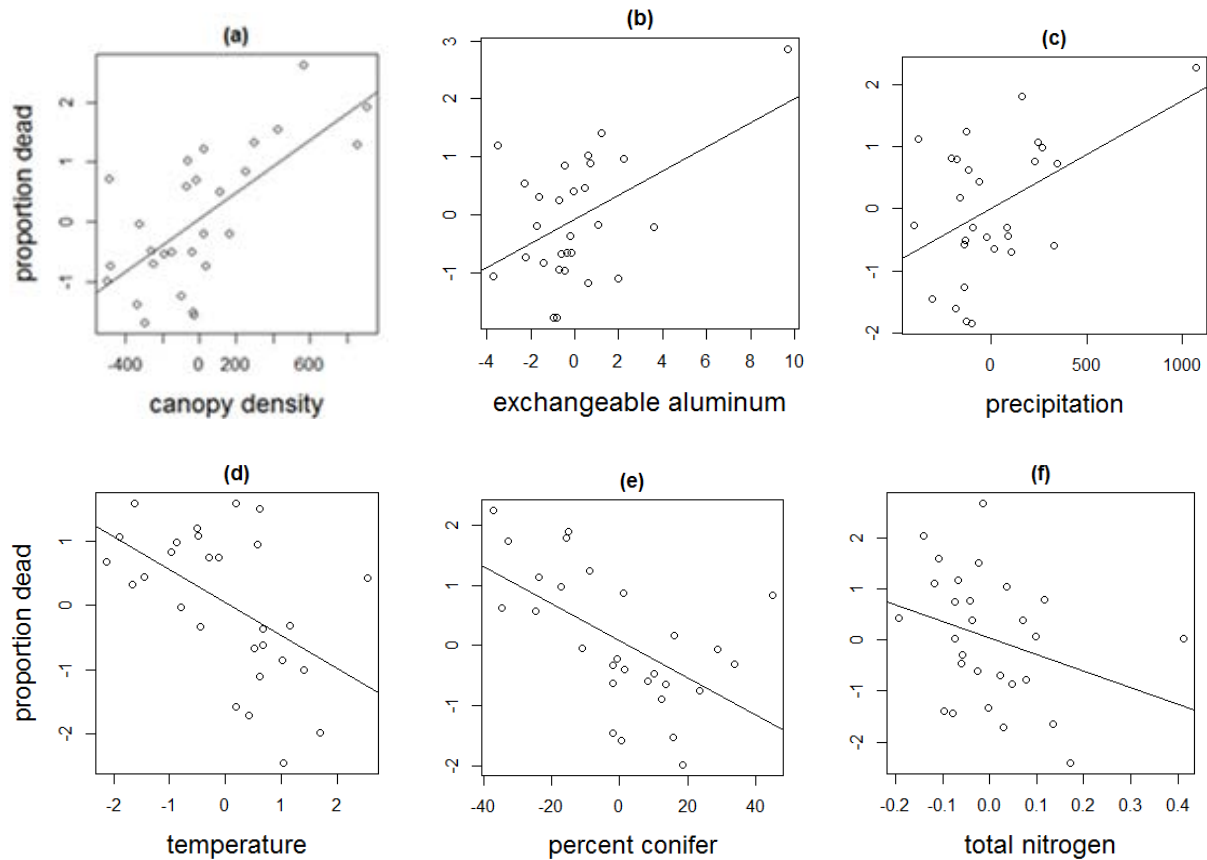 (a)
proportion dead
2
1
0
-1
-400 0 200 600
canopy density
(b)
3
2
1
0
-1
-4 -2 0 2 4 6 8 10
exchangeable aluminum
(c)
2
1
0
-1
-2
0 500 1000
precipitation
(d)
proportion dead
1
0
-1
-2
-2 -1 0 1 2
temperature
(e)
2
1
0
-1
-2
-40 -20 0 20 40
percent conifer
(f)
2
1
0
-1
-2
-0.2 -0.1 0.0 0.1 0.2 0.3 0.4
total nitrogen